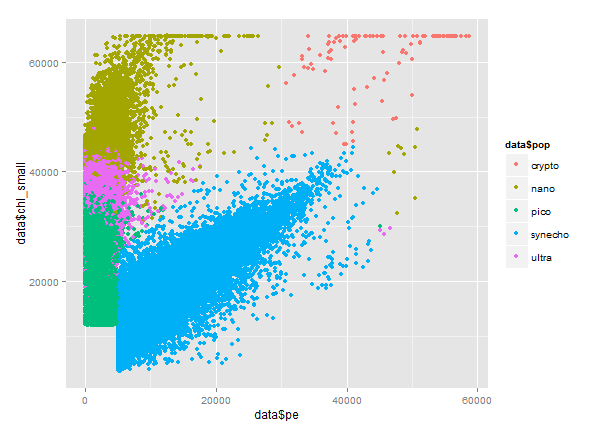 60000
40000
20000
data$chl_small
0
20000
40000
60000
data$pe
data$pop
crypto
nano
pico
synecho
ultra